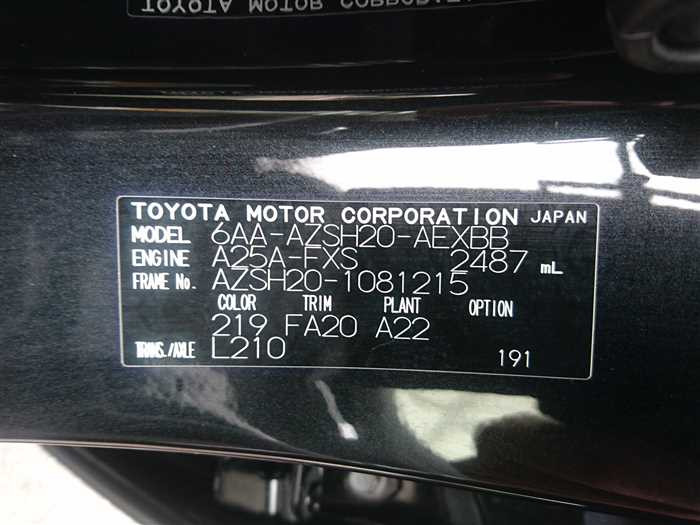 TOYOTA MOTOR CORPORATION JAPAN
MODEL 6AA-AZSH20-AEXBB
ENGINE A25A-FXS 2487 mL
FRAME No. AZSH20-1081215
COLOR TRIM PLANT OPTION
219 FA20 A22
TRANS./AXLE L210 191